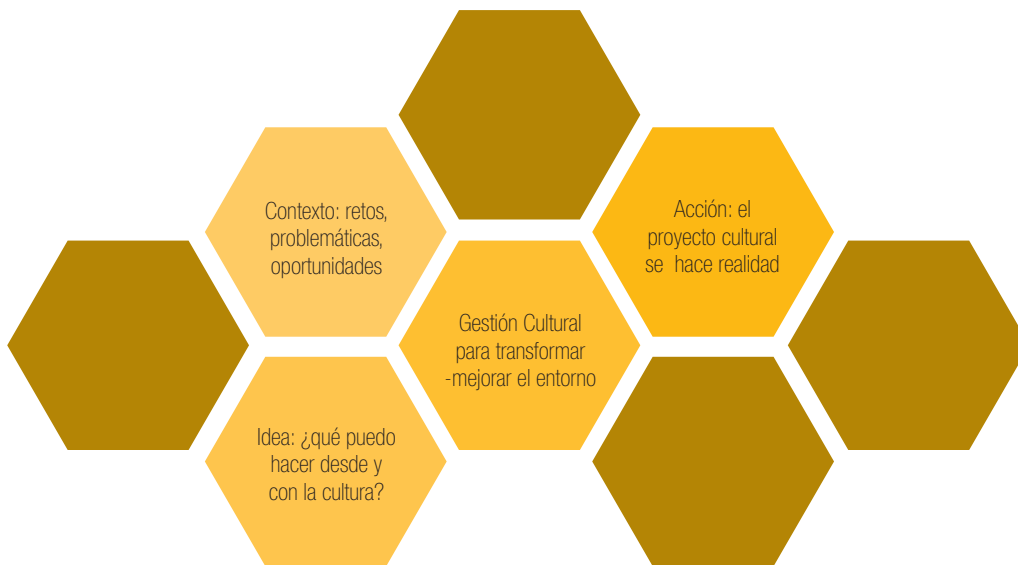 Contexto: retos,
problemáticas,
oportunidades
Idea: ¿qué puedo
hacer desde y
con la cultura?
Gestión Cultural
para transformar
-mejorar el entorno
Acción: el
proyecto cultural
se hace realidad